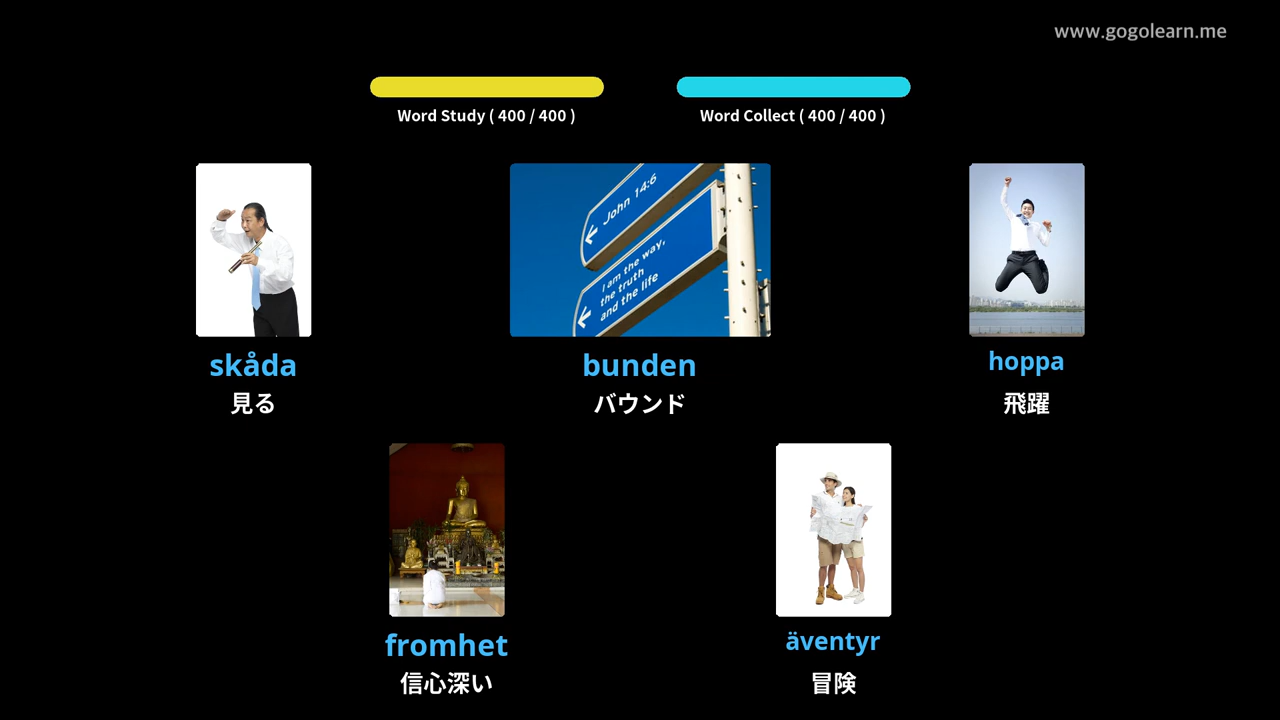 www.gogolearn.me
Word Study ( 400 / 400 )
Word Collect ( 400 / 400 )
John 14:6
I am the way,
the truth
and the life
skåda
見る
bunden
バウンド
hoppa
飛躍
fromhet
信心深い
äventyr
冒険